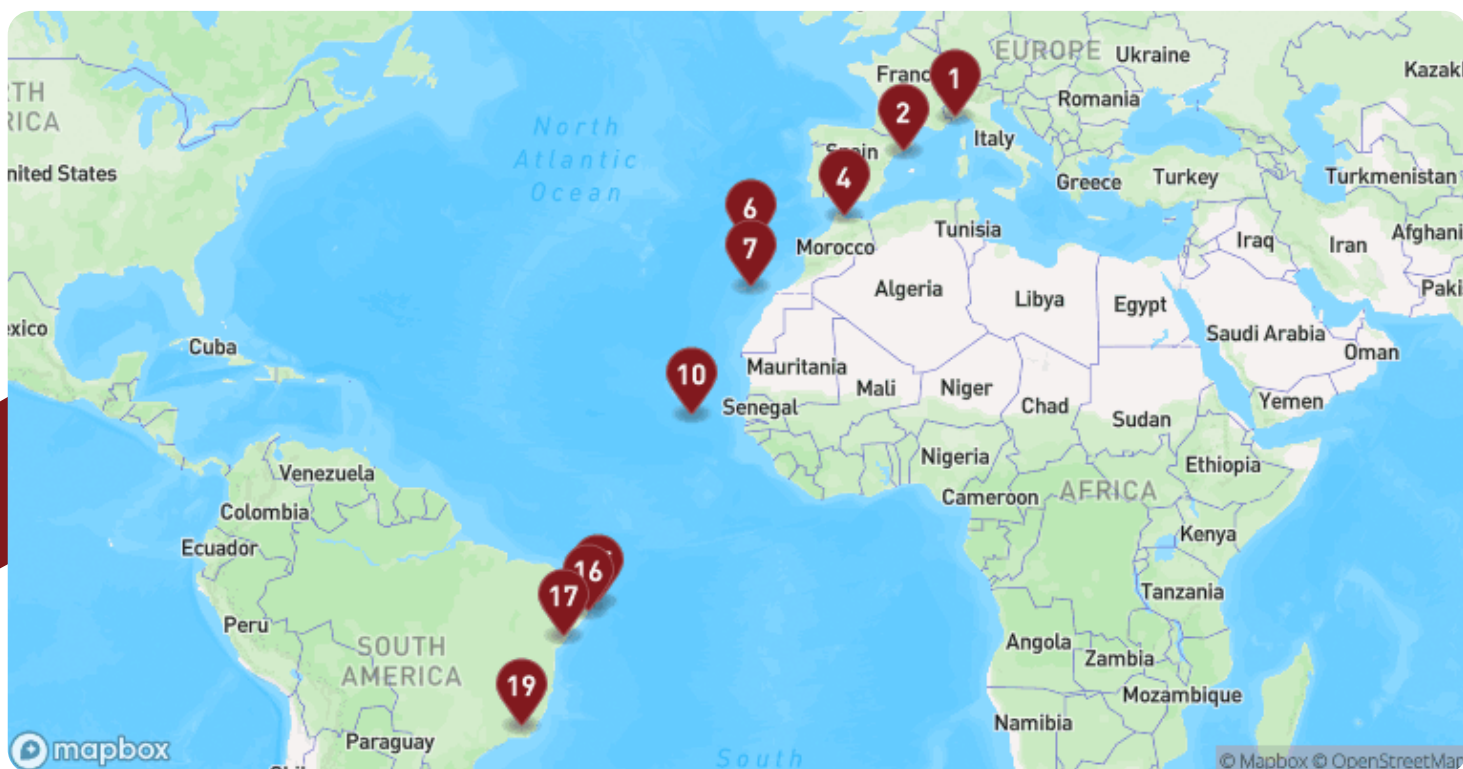 EUROPE
Ukraine
Franc
1
Kazakl
Romania
2
RTH
RICA
North
Atlantic
Ocean
Italy
Spain
nited States
4
Greece
Turkey
Turkmenistan
6
Tunisia
Afghani
7
Morocco
Iraq
Iran
Algeria
Libya
Egypt
Paki
exico
Saudi Arabia
Cuba
Oman
Mauritania
10
Mali
Niger
Senegal
Chad
Yemen
Sudan
Nigeria
Ethiopia
Venezuela
Cameroon
AFRICA
Colombia
Kenya
Ecuador
16
17
Tanzania
Peru
Angola
SOUTH
AMERICA
Zambia
19
Mozambique
Namibia
Paraguay
mapbox
South
© Mapbox © OpenStreetMap